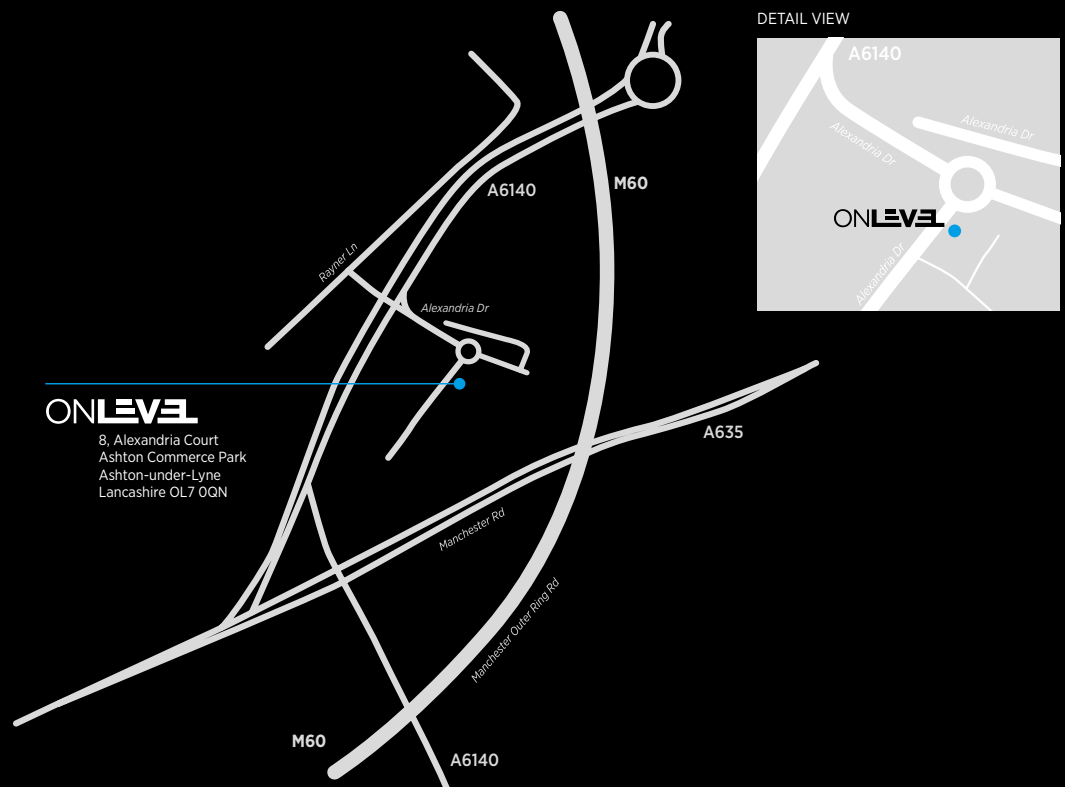 DETAIL VIEW
A6140
Alexandria Dr
Alexandria Dr
ONLEVEL
Alexandria Dr
A6140
M60
Rayner Ln
Alexandria Dr
ONLEVEL
8, Alexandria Court
Ashton Commerce Park
Ashton-under-Lyne
Lancashire OL7 0QN
A635
Manchester Rd
Manchester Outer Ring Rd
M60
A6140